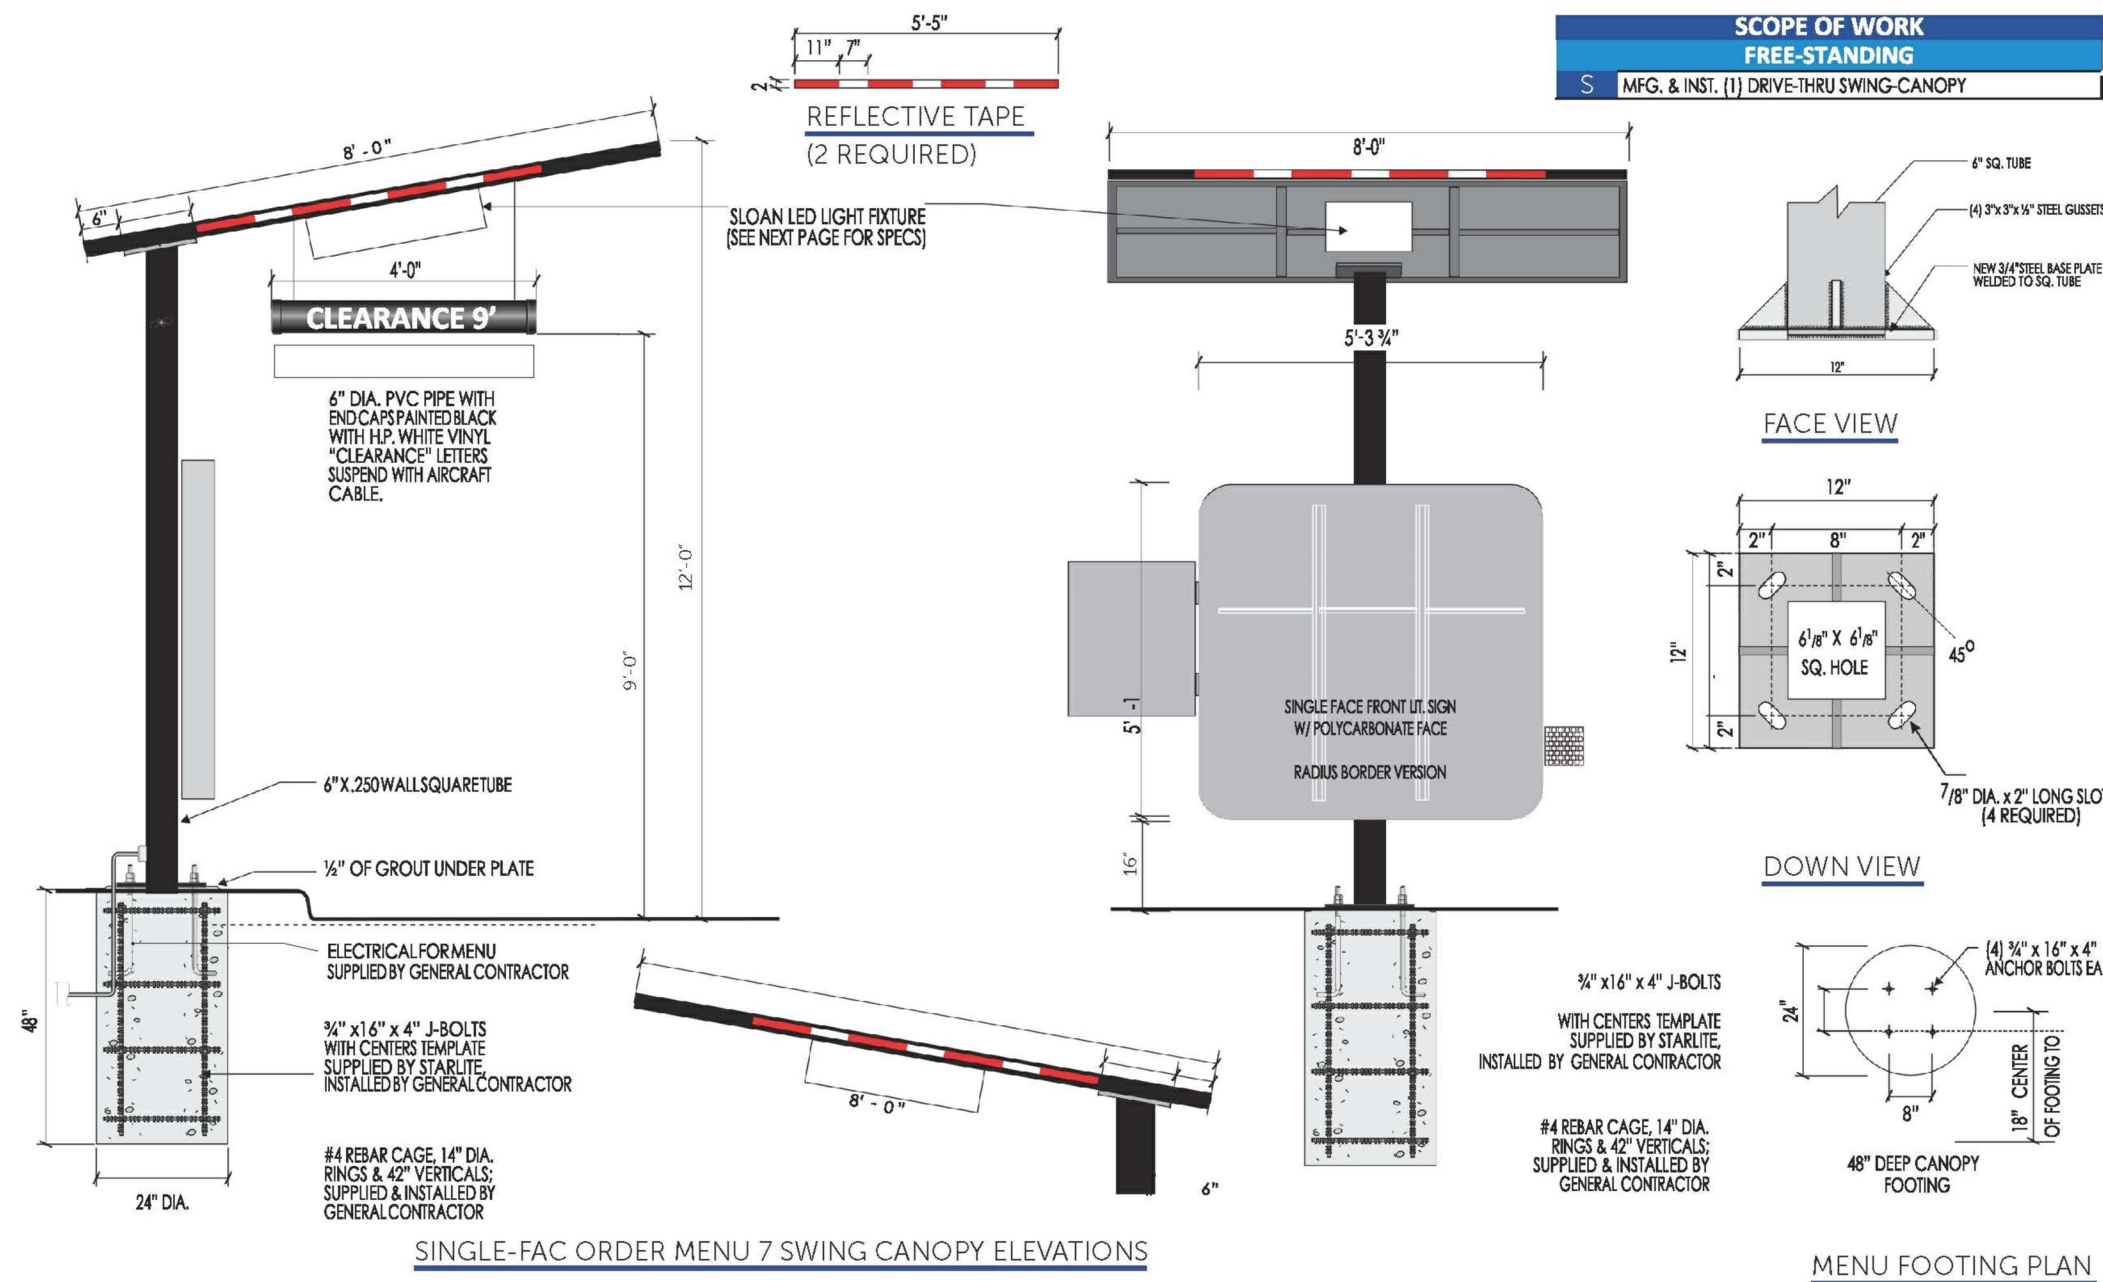 5'-5"
11" 7"
2
REFLECTIVE TAPE
(2 REQUIRED)
SCOPE OF WORK
FREE-STANDING
S MFG. & INST. (1) DRIVE-THRU SWING-CANOPY
8' - 0"
6"
SLOAN LED LIGHT FIXTURE
(SEE NEXT PAGE FOR SPECS)
4'-0"
CLEARANCE 9'
6" DIA. PVC PIPE WITH
END CAPS PAINTED BLACK
WITH H.P. WHITE VINYL
"CLEARANCE" LETTERS
SUSPEND WITH AIRCRAFT
CABLE.
12'-0"
9'-0"
6" X .250 WALL SQUARE TUBE
½" OF GROUT UNDER PLATE
ELECTRICAL FOR MENU
SUPPLIED BY GENERAL CONTRACTOR
¾" x16" x 4" J-BOLTS
WITH CENTERS TEMPLATE
SUPPLIED BY STARLITE,
INSTALLED BY GENERAL CONTRACTOR
48"
#4 REBAR CAGE, 14" DIA.
RINGS & 42" VERTICALS;
SUPPLIED & INSTALLED BY
GENERAL CONTRACTOR
24" DIA.
8' - 0"
6"
SINGLE-FAC ORDER MENU 7 SWING CANOPY ELEVATIONS
8'-0"
5'-3 ¾"
5' -1
SINGLE FACE FRONT LIT. SIGN
W/ POLYCARBONATE FACE
RADIUS BORDER VERSION
16"
¾" x16" x 4" J-BOLTS
WITH CENTERS TEMPLATE
SUPPLIED BY STARLITE,
INSTALLED BY GENERAL CONTRACTOR
#4 REBAR CAGE, 14" DIA.
RINGS & 42" VERTICALS;
SUPPLIED & INSTALLED BY
GENERAL CONTRACTOR
6" SQ. TUBE
(4) 3"x 3"x ½" STEEL GUSSETS
NEW 3/4" STEEL BASE PLATE
WELDED TO SQ. TUBE
12"
FACE VIEW
12"
2" 8" 2"
2"
12"
6 1/8" X 6 1/8"
SQ. HOLE
45°
2"
7/8" DIA. x 2" LONG SLO
(4 REQUIRED)
DOWN VIEW
(4) ¾" x 16" x 4"
ANCHOR BOLTS EA
24"
8"
18" CENTER
OF FOOTING TO
48" DEEP CANOPY
FOOTING
MENU FOOTING PLAN